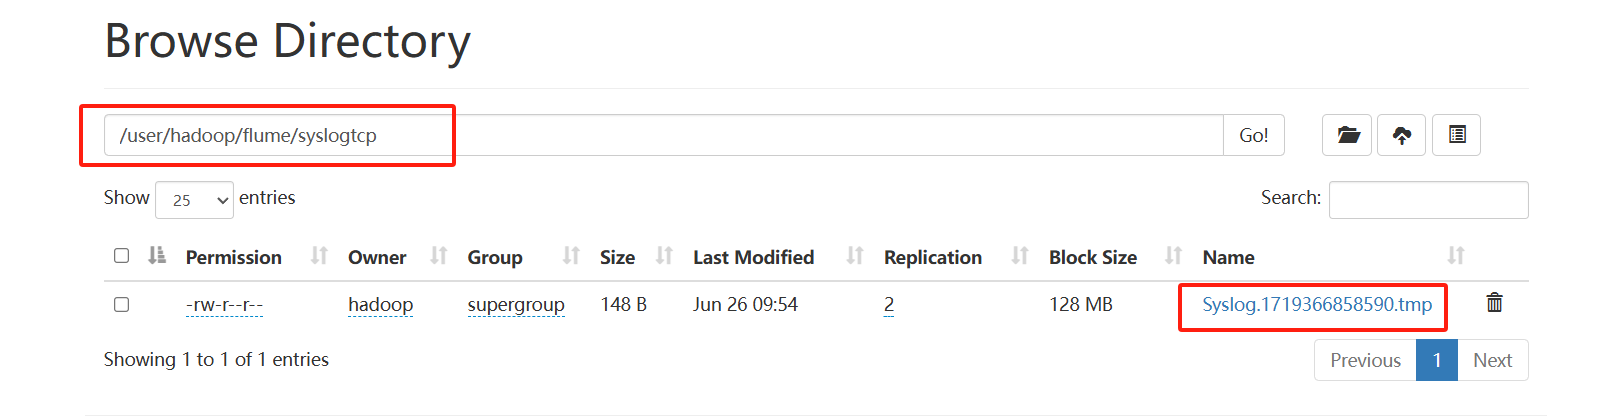 Browse Directory
/user/hadoop/flume/syslogtcp Go!
Show 25 entries Search:
Permission Owner Group Size Last Modified Replication Block Size Name
-rw-r--r-- hadoop supergroup 148 B Jun 26 09:54 2 128 MB Syslog.1719366858590.tmp
Showing 1 to 1 of 1 entries Previous 1 Next